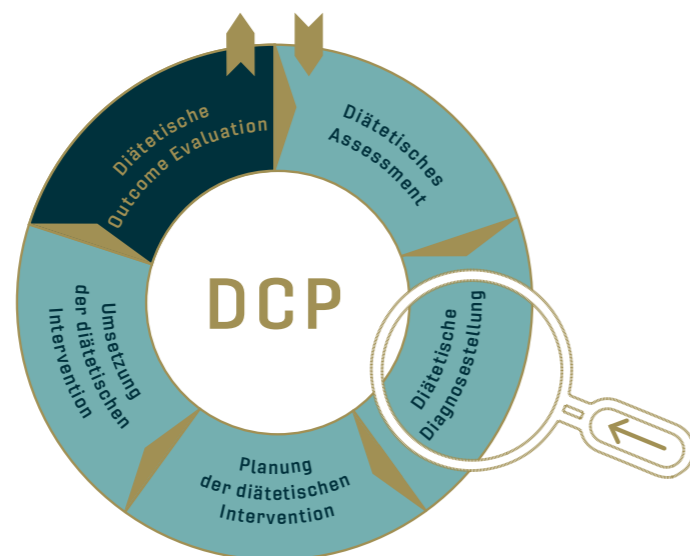 Diätetische
Outcome Evaluation
Diätetisches
Assessment
DCP
Diätetische
Diagnosestellung
Umsetzung
der diätetischen
Intervention
Planung
der diätetischen
Intervention